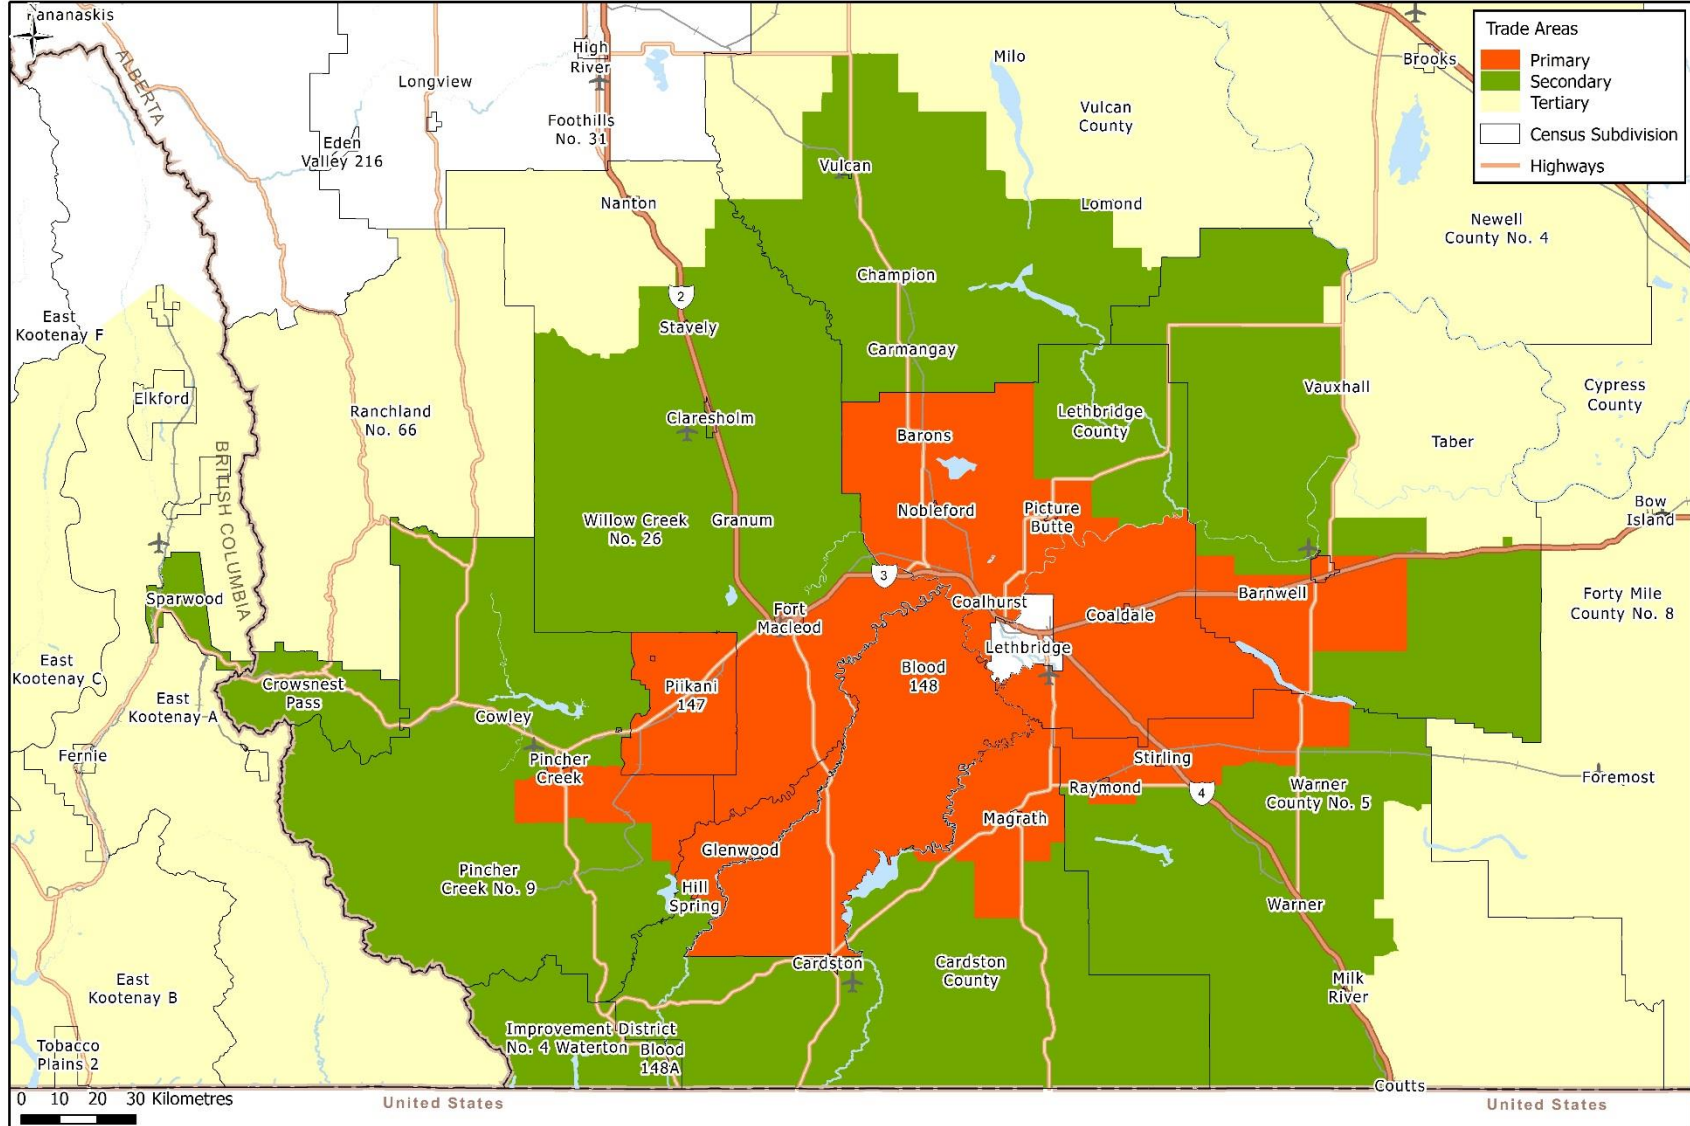 Kananaskis
ALBERTA
High
River
Longview
Milo
Brooks
Trade Areas
Primary
Secondary
Tertiary
Census Subdivision
Highways
Vulcan
County
Foothills
No. 31
Eden
Valley 216
Vulcan
Nanton
Lomond
Newell
County No. 4
Champion
2
East
Kootenay F
Stavely
Carmangay
Elkford
Ranchland
No. 66
Claresholm
Lethbridge
County
Vauxhall
Cypress
County
Barons
Taber
BRITISH COLUMBIA
Willow Creek
No. 26
Granum
Nobleford
Picture
Butte
Bow
Island
3
Sparwood
Fort
Macleod
Coalhurst
Coaldale
Barnwell
Forty Mile
County No. 8
Lethbridge
East
Kootenay C
Crowsnest
Pass
Piikani
147
Blood
148
East
Kootenay A
Cowley
Fernie
Pincher
Creek
Stirling
Foremost
Raymond
4
Warner
County No. 5
Magrath
Glenwood
Pincher
Creek No. 9
Hill
Spring
Warner
Cardston
Cardston
County
East
Kootenay B
Milk
River
Improvement District
No. 4 Waterton
Blood
148A
Tobacco
Plains 2
Coutts
0 10 20 30 Kilometres
United States
United States